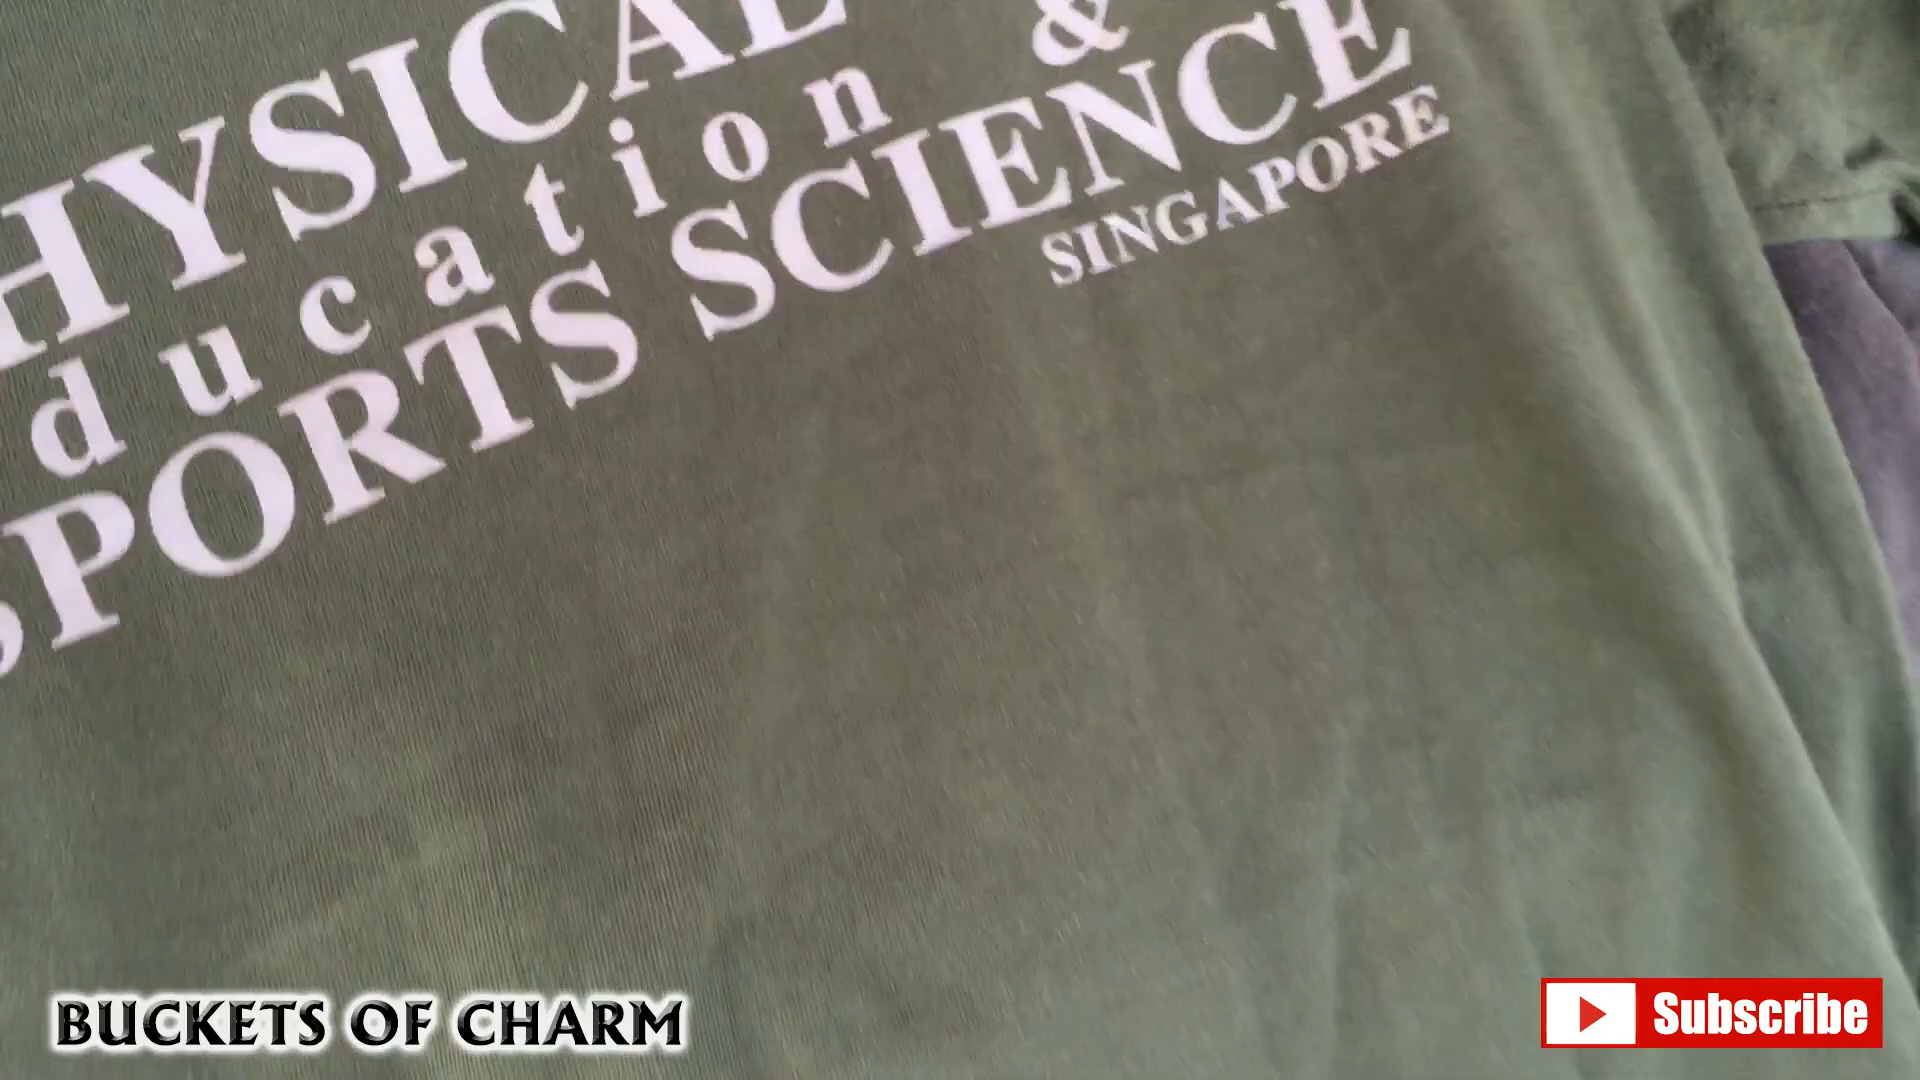 HYSICAL &
ducation
SPORTS SCIENCE
SINGAPORE
BUCKETS OF CHARM
Subscribe